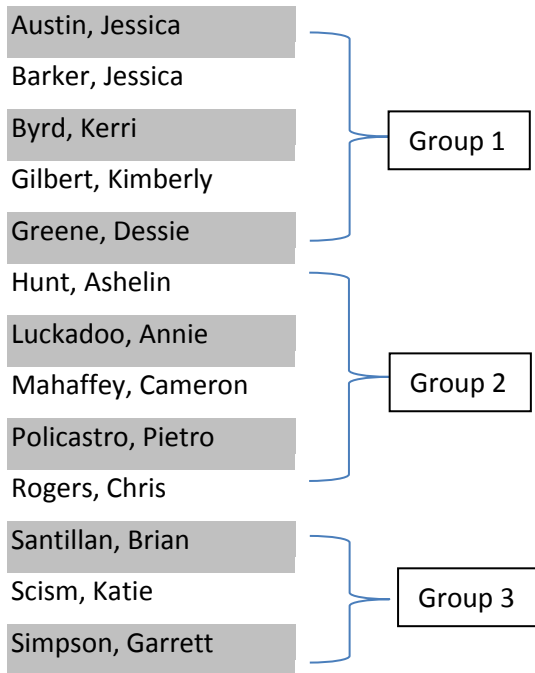 Austin, Jessica
Barker, Jessica
Byrd, Kerri
Group 1
Gilbert, Kimberly
Greene, Dessie
Hunt, Ashelin
Luckadoo, Annie
Mahaffey, Cameron
Group 2
Policastro, Pietro
Rogers, Chris
Santillan, Brian
Scism, Katie
Group 3
Simpson, Garrett